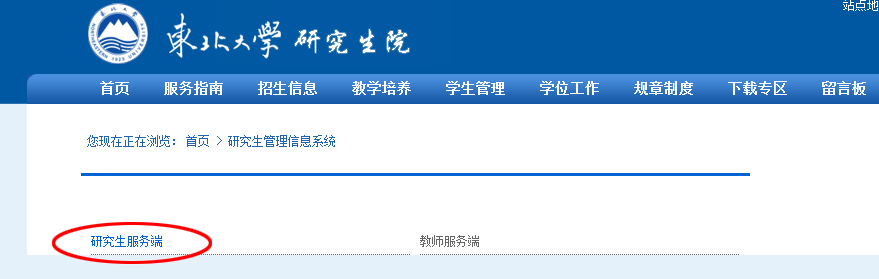 站点地
東北大學 研究生院
首页 服务指南 招生信息 教学培养 学生管理 学位工作 规章制度 下载专区 留言板
您现在正在浏览： 首页 > 研究生管理信息系统
研究生服务端 教师服务端